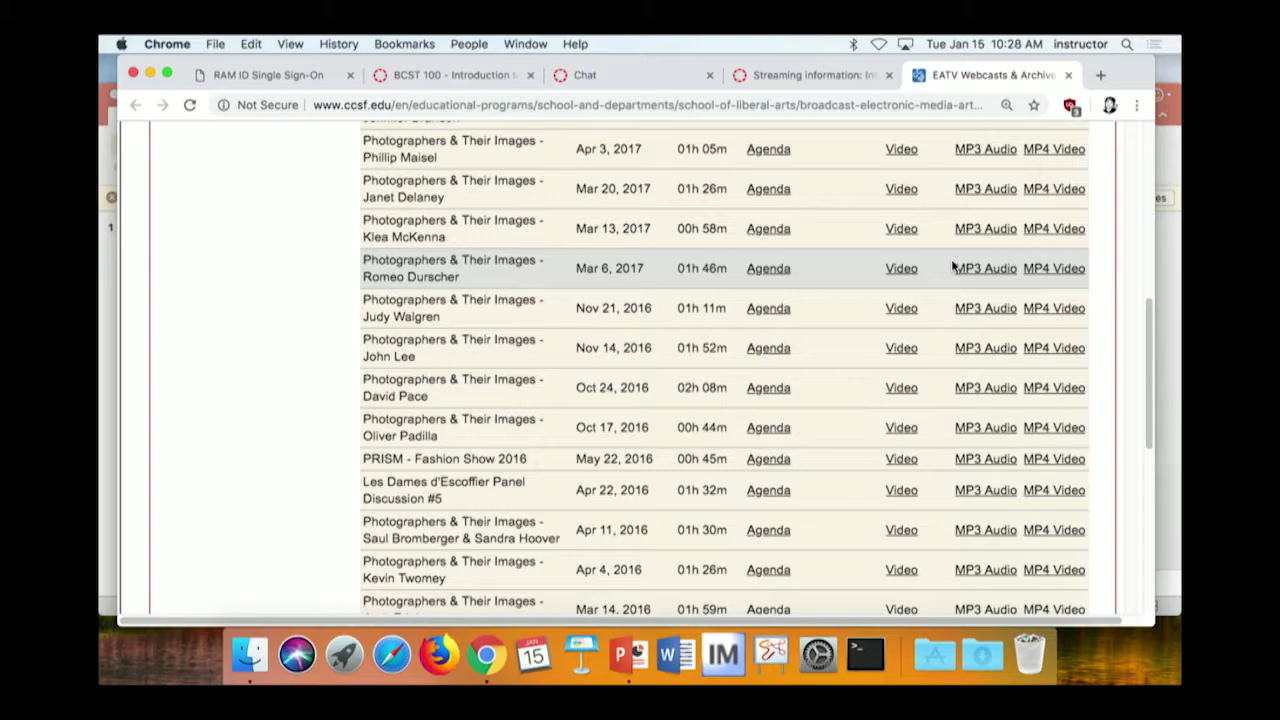 Chrome File Edit View History Bookmarks People Window Help Tue Jan 15 10:28 AM instructor
RAM ID Single Sign-On × BCST 100 - Introduction × Chat × Streaming information: In × EATV Webcasts & Archive × +
Not Secure | www.ccsf.edu/en/educational-programs/school-and-departments/school-of-liberal-arts/broadcast-electronic-media-art...
3
es
1
Photographers & Their Images -
Phillip Maisel Apr 3, 2017 01h 05m Agenda Video MP3 Audio MP4 Video
Photographers & Their Images -
Janet Delaney Mar 20, 2017 01h 26m Agenda Video MP3 Audio MP4 Video
Photographers & Their Images -
Klea McKenna Mar 13, 2017 00h 58m Agenda Video MP3 Audio MP4 Video
Photographers & Their Images -
Romeo Durscher Mar 6, 2017 01h 46m Agenda Video MP3 Audio MP4 Video
Photographers & Their Images -
Judy Walgren Nov 21, 2016 01h 11m Agenda Video MP3 Audio MP4 Video
Photographers & Their Images -
John Lee Nov 14, 2016 01h 52m Agenda Video MP3 Audio MP4 Video
Photographers & Their Images -
David Pace Oct 24, 2016 02h 08m Agenda Video MP3 Audio MP4 Video
Photographers & Their Images -
Oliver Padilla Oct 17, 2016 00h 44m Agenda Video MP3 Audio MP4 Video
PRISM - Fashion Show 2016 May 22, 2016 00h 45m Agenda Video MP3 Audio MP4 Video
Les Dames d'Escoffier Panel
Discussion #5 Apr 22, 2016 01h 32m Agenda Video MP3 Audio MP4 Video
Photographers & Their Images -
Saul Bromberger & Sandra Hoover Apr 11, 2016 01h 30m Agenda Video MP3 Audio MP4 Video
Photographers & Their Images -
Kevin Twomey Apr 4, 2016 01h 26m Agenda Video MP3 Audio MP4 Video
Photographers & Their Images -
Mar 14, 2016 01h 59m Agenda Video MP3 Audio MP4 Video
JAN
15 P W IM